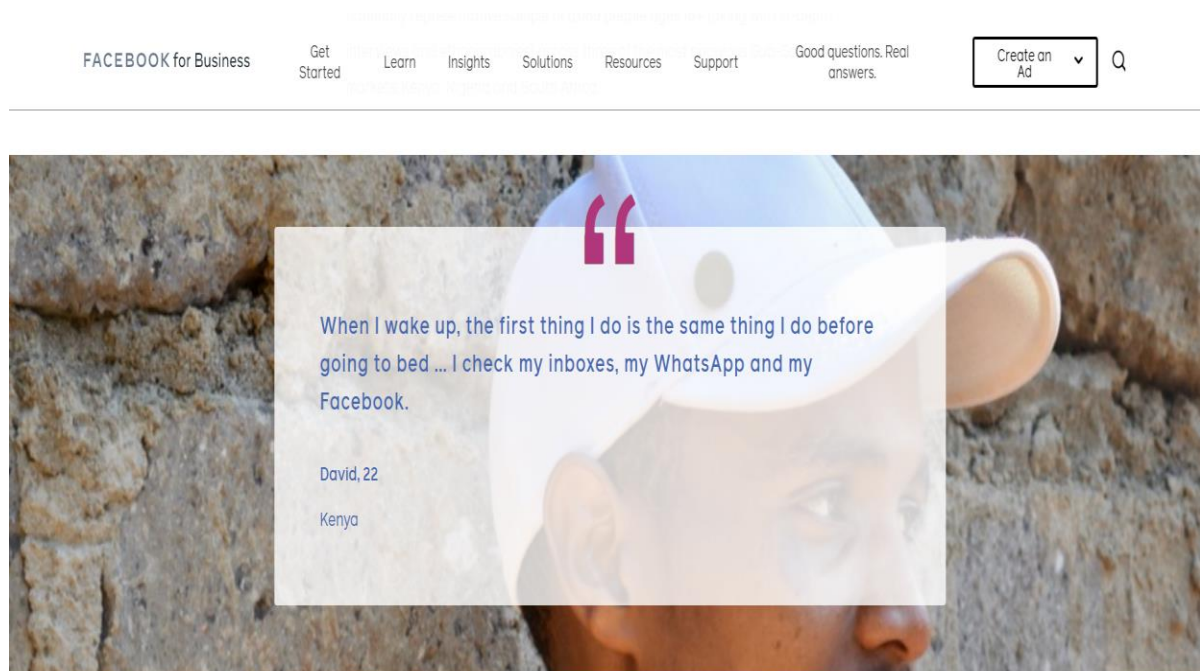 FACEBOOK for Business
Get
Started
Learn
Insights
Solutions
Resources
Support
Good questions. Real
answers.
Create an
Ad
“
When I wake up, the first thing I do is the same thing I do before
going to bed ... I check my inboxes, my WhatsApp and my
Facebook.
David, 22
Kenya